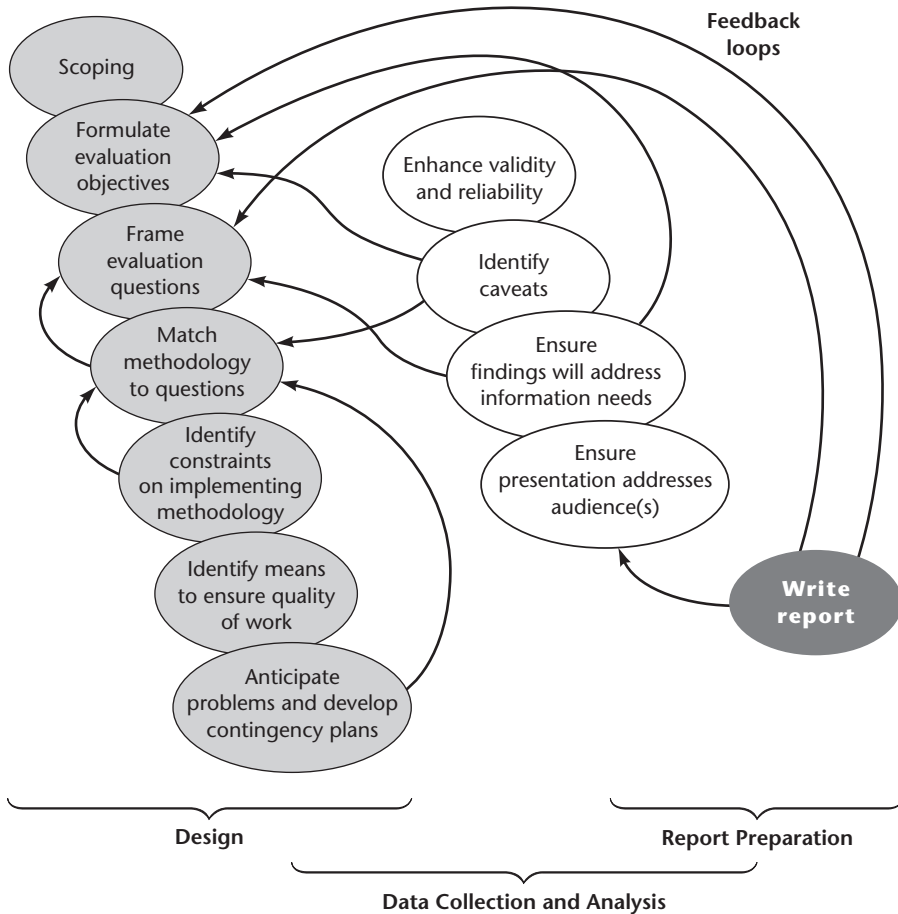 Feedback
loops
Scoping
Formulate
evaluation
objectives
Frame
evaluation
questions
Match
methodology
to questions
Identify
constraints
on implementing
methodology
Identify means
to ensure quality
of work
Anticipate
problems and develop
contingency plans
Enhance validity
and reliability
Identify
caveats
Ensure
findings will address
information needs
Ensure
presentation addresses
audience(s)
Write
report
Design
Report Preparation
Data Collection and Analysis